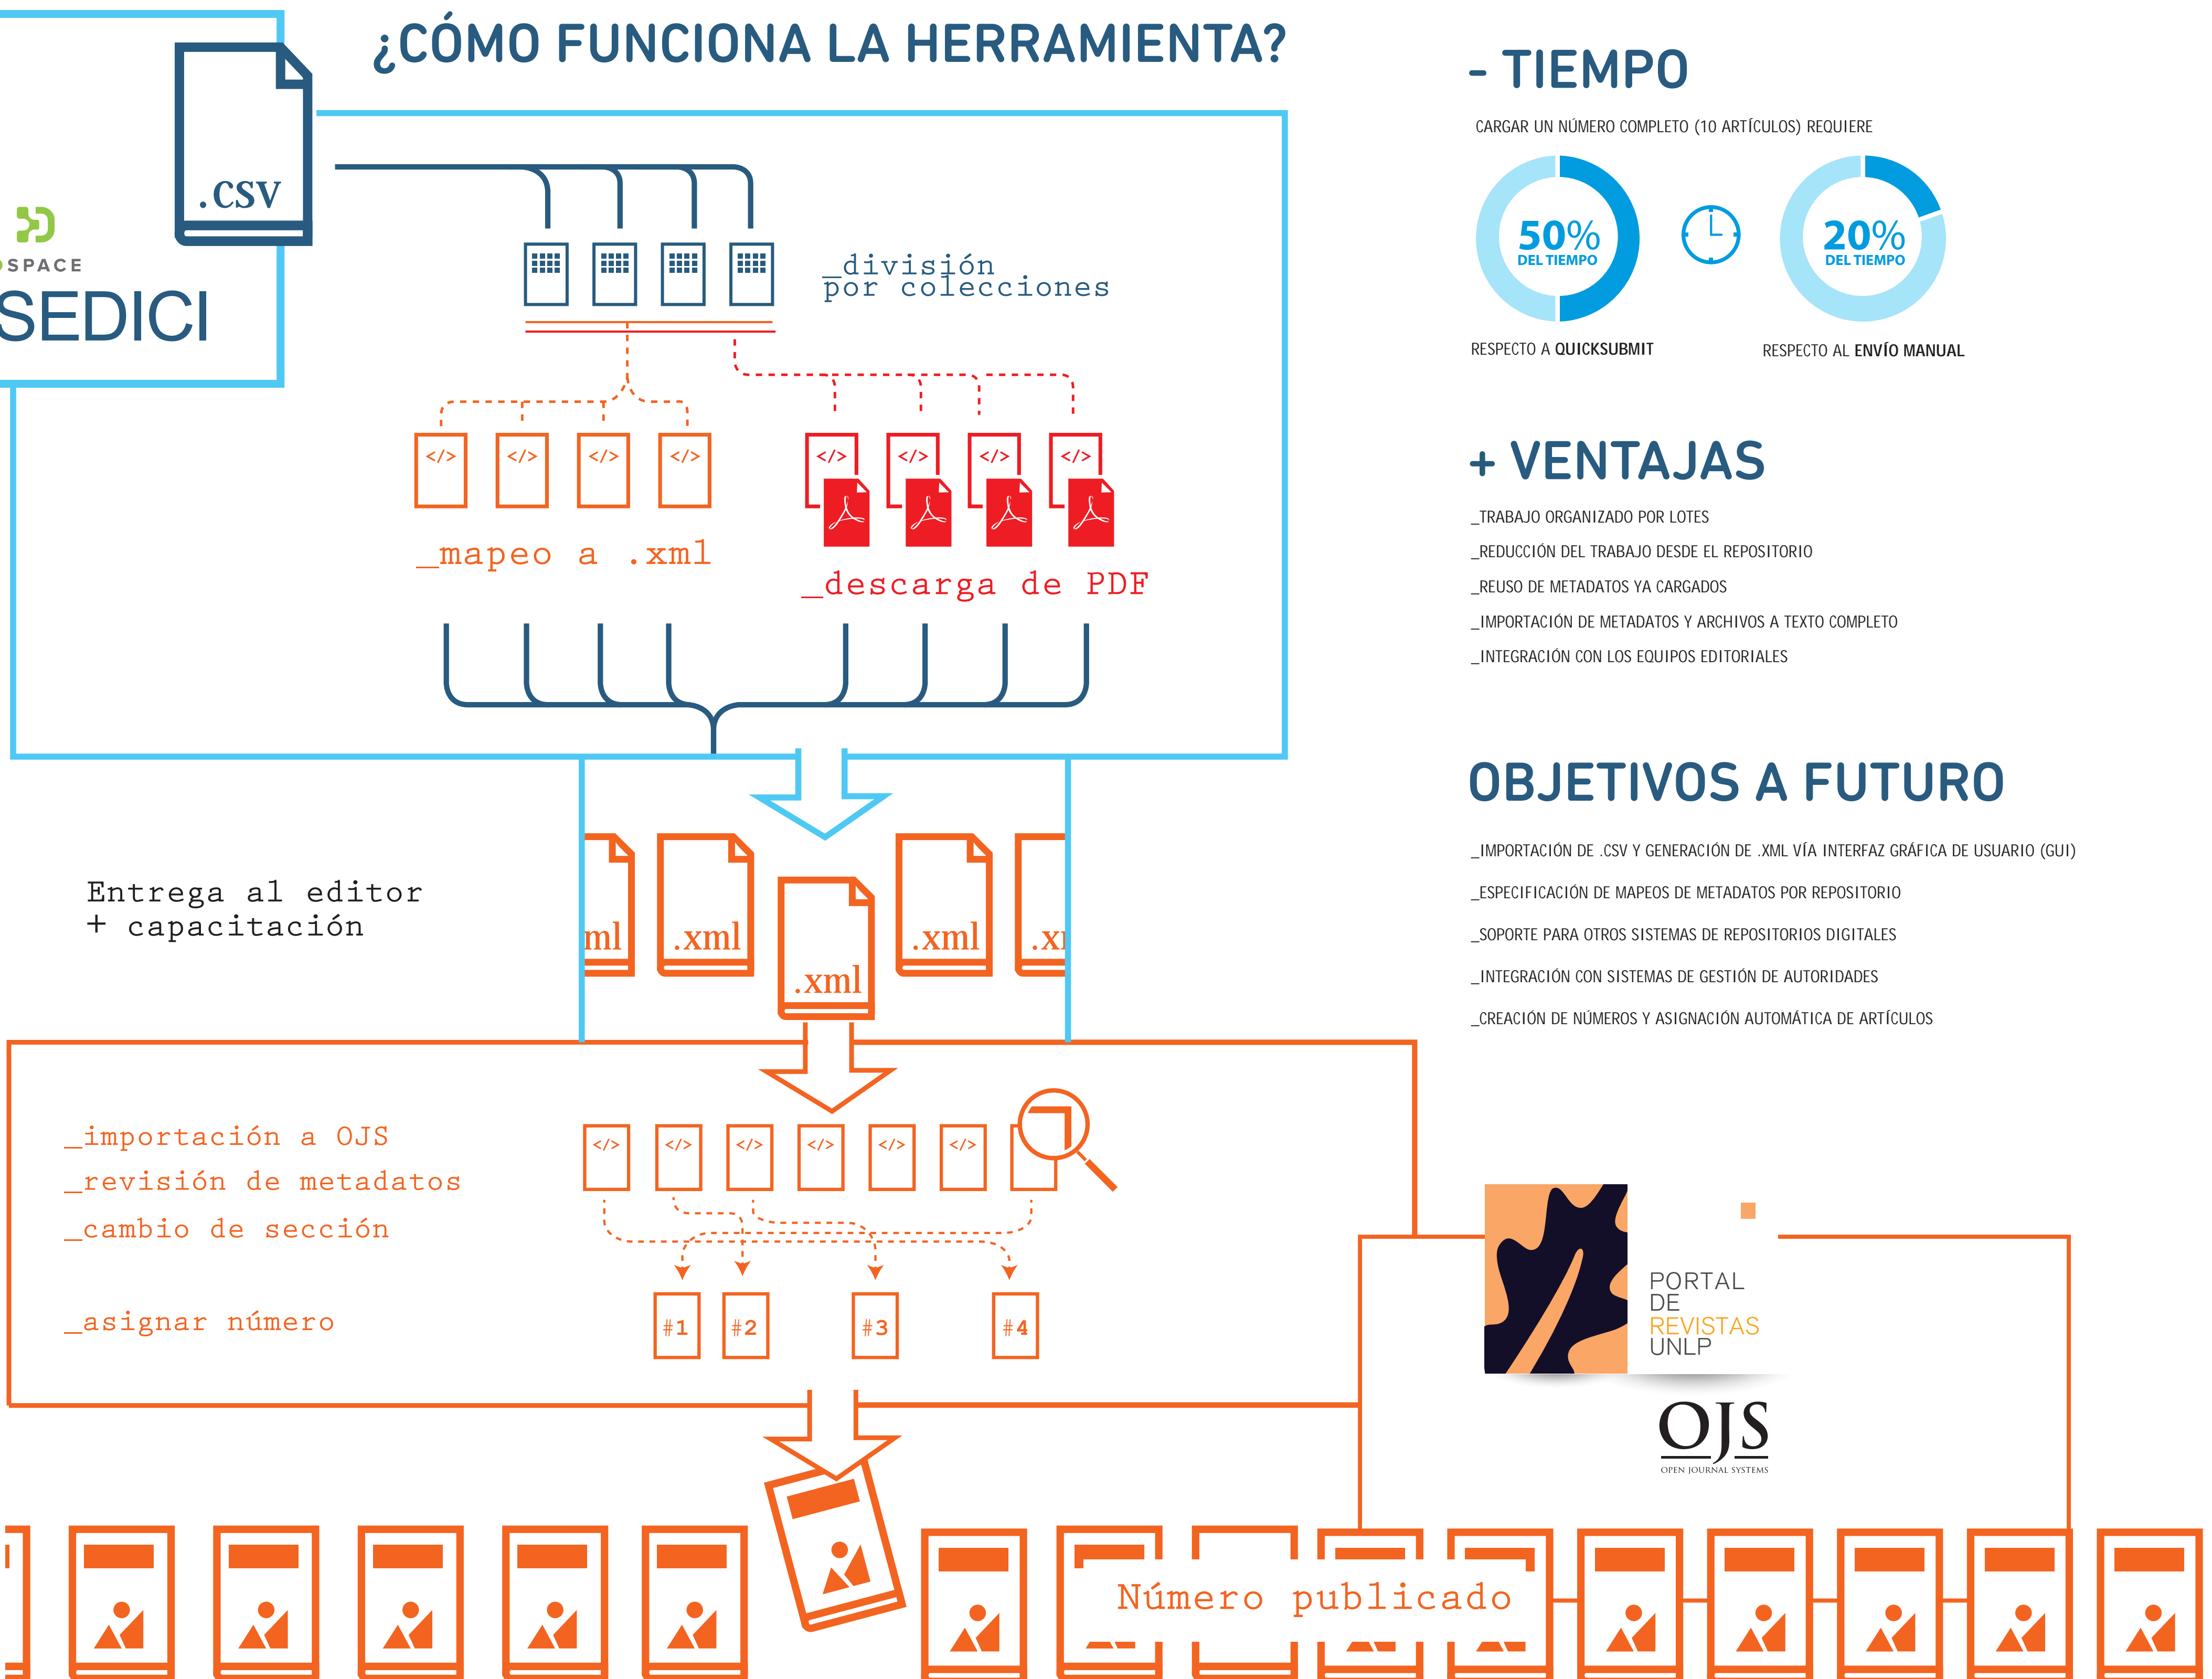 ¿CÓMO FUNCIONA LA HERRAMIENTA?
.csv
SPACE
SEDICI
_división
por colecciones
</>
</>
</>
</>
</>
</>
</>
</>
_mapeo a .xml
_descarga de PDF
Entrega al editor
+ capacitación
ml
.xml
.xml
.xml
.x
_importación a OJS
_revisión de metadatos
_cambio de sección
_asignar número
</>
</>
</>
</>
</>
</>
#1
#2
#3
#4
Número publicado
- TIEMPO
CARGAR UN NÚMERO COMPLETO (10 ARTÍCULOS) REQUIERE
50%
DEL TIEMPO
RESPECTO A QUICKSUBMIT
20%
DEL TIEMPO
RESPECTO AL ENVÍO MANUAL
+ VENTAJAS
_TRABAJO ORGANIZADO POR LOTES
_REDUCCIÓN DEL TRABAJO DESDE EL REPOSITORIO
_REUSO DE METADATOS YA CARGADOS
_IMPORTACIÓN DE METADATOS Y ARCHIVOS A TEXTO COMPLETO
_INTEGRACIÓN CON LOS EQUIPOS EDITORIALES
OBJETIVOS A FUTURO
_IMPORTACIÓN DE .CSV Y GENERACIÓN DE .XML VÍA INTERFAZ GRÁFICA DE USUARIO (GUI)
_ESPECIFICACIÓN DE MAPEOS DE METADATOS POR REPOSITORIO
_SOPORTE PARA OTROS SISTEMAS DE REPOSITORIOS DIGITALES
_INTEGRACIÓN CON SISTEMAS DE GESTIÓN DE AUTORIDADES
_CREACIÓN DE NÚMEROS Y ASIGNACIÓN AUTOMÁTICA DE ARTÍCULOS
PORTAL
DE
REVISTAS
UNLP
OJS
OPEN JOURNAL SYSTEMS